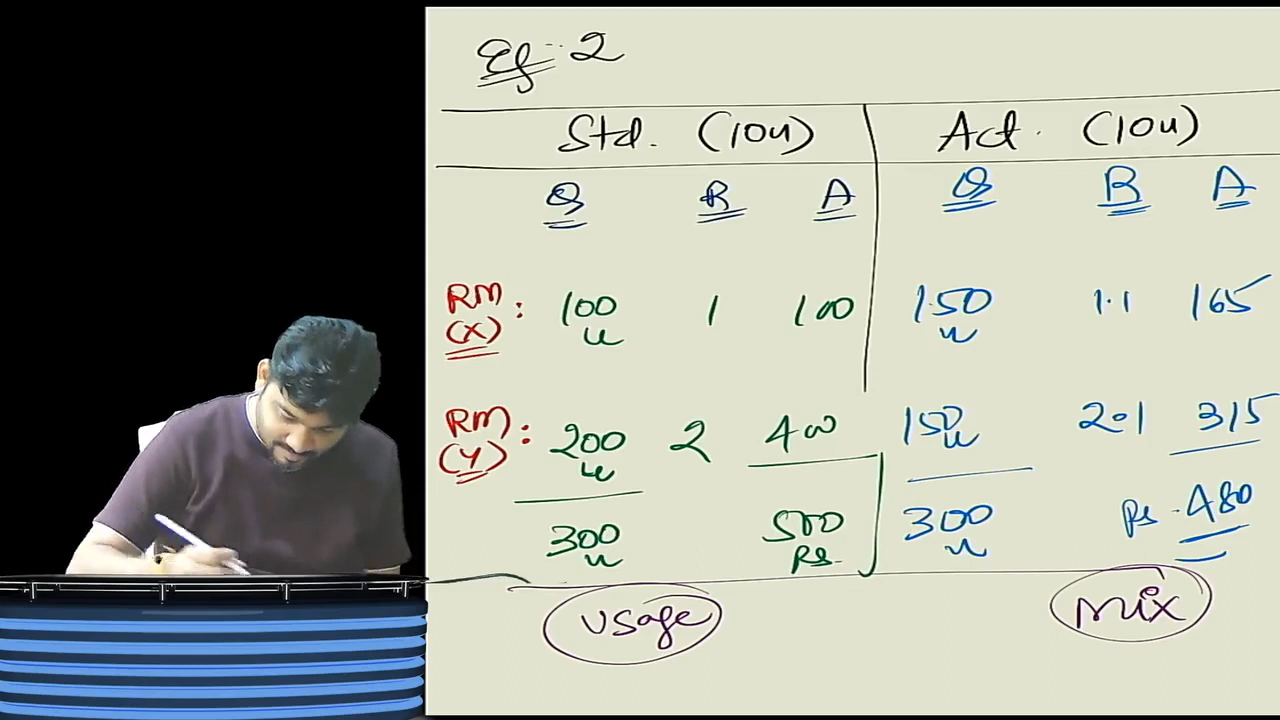 Eg: 2
Std. (10u) Act. (10u)
Q R A Q R A
RM (X) : 100 u 1 100 150 u 1.1 165
RM (Y) : 200 u 2 400 150 u 2.1 315
300 u 500 Rs. 300 u Rs. 480
Usage Mix